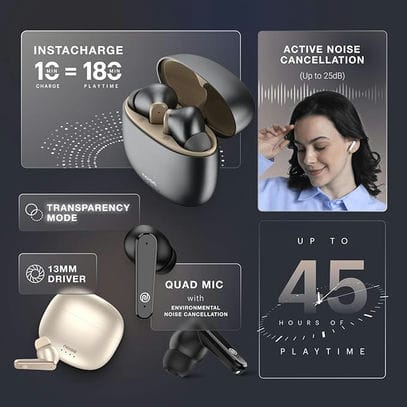 INSTACHARGE
10 MIN = 180 MIN
CHARGE PLAYTIME
ACTIVE NOISE
CANCELLATION
(Up to 25dB)
TRANSPARENCY
MODE
13MM
DRIVER
QUAD MIC
with
ENVIRONMENTAL
NOISE CANCELLATION
UP TO
45
HOURS OF
PLAYTIME